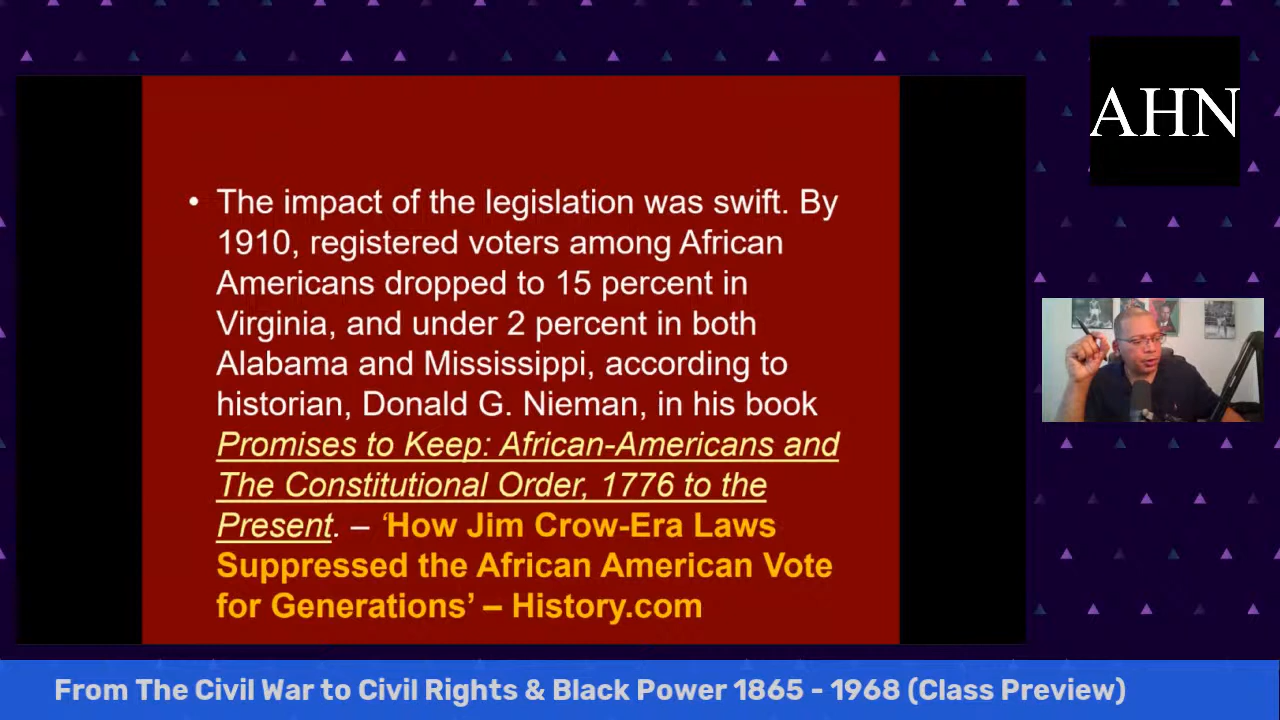 AHN
• The impact of the legislation was swift. By
1910, registered voters among African
Americans dropped to 15 percent in
Virginia, and under 2 percent in both
Alabama and Mississippi, according to
historian, Donald G. Nieman, in his book
Promises to Keep: African-Americans and
The Constitutional Order, 1776 to the
Present. – ‘How Jim Crow-Era Laws
Suppressed the African American Vote
for Generations’ – History.com
From The Civil War to Civil Rights & Black Power 1865 - 1968 (Class Preview)